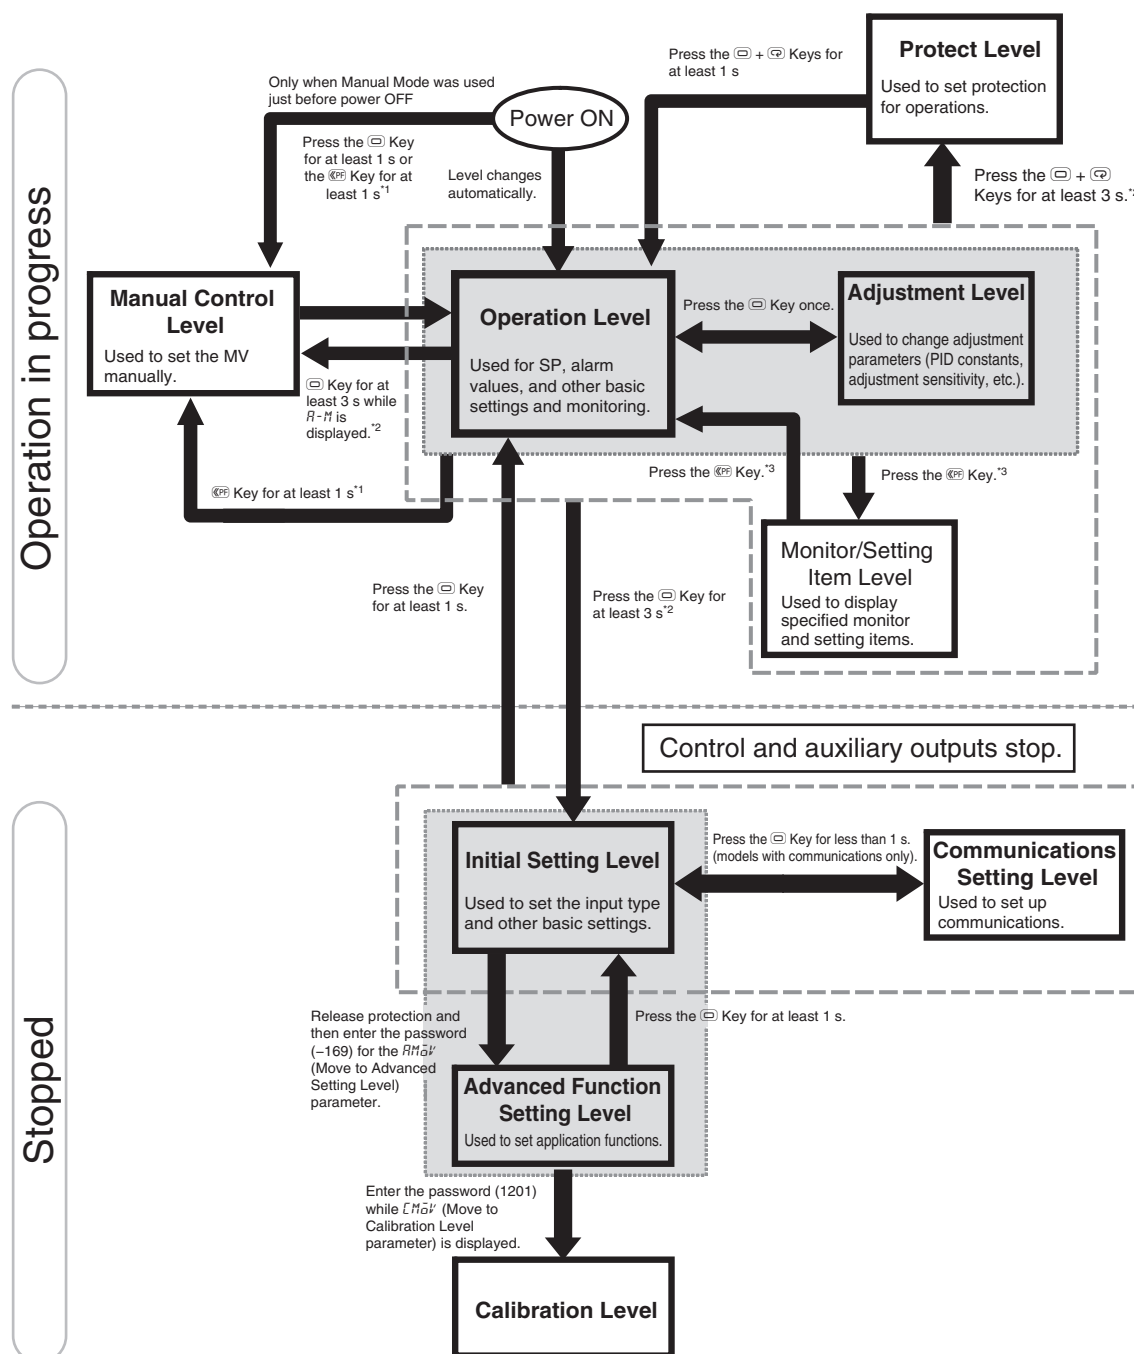 Operation in progress
Only when Manual Mode was used
just before power OFF
Power ON
Press the Key
for at least 1 s or
the PF Key for at
least 1 s*1
Level changes
automatically.
Press the + Keys for
at least 1 s
Protect Level
Used to set protection
for operations.
Press the +
Keys for at least 3 s.
Manual Control
Level
Used to set the MV
manually.
Operation Level
Used for SP, alarm
values, and other basic
settings and monitoring.
Press the Key once.
Adjustment Level
Used to change adjustment
parameters (PID constants,
adjustment sensitivity, etc.).
Key for at
least 3 s while
A-M is
displayed.*2
PF Key for at least 1 s*1
Press the PF Key.*3
Press the PF Key.*3
Monitor/Setting
Item Level
Used to display
specified monitor
and setting items.
Press the Key
for at least 1 s.
Press the Key for
at least 3 s*2
Control and auxiliary outputs stop.
Stopped
Initial Setting Level
Used to set the input type
and other basic settings.
Press the Key for less than 1 s.
(models with communications only).
Communications
Setting Level
Used to set up
communications.
Release protection and
then enter the password
(–169) for the AMoV
(Move to Advanced
Setting Level)
parameter.
Press the Key for at least 1 s.
Advanced Function
Setting Level
Used to set application functions.
Enter the password (1201)
while CMoV (Move to
Calibration Level
parameter) is displayed.
Calibration Level